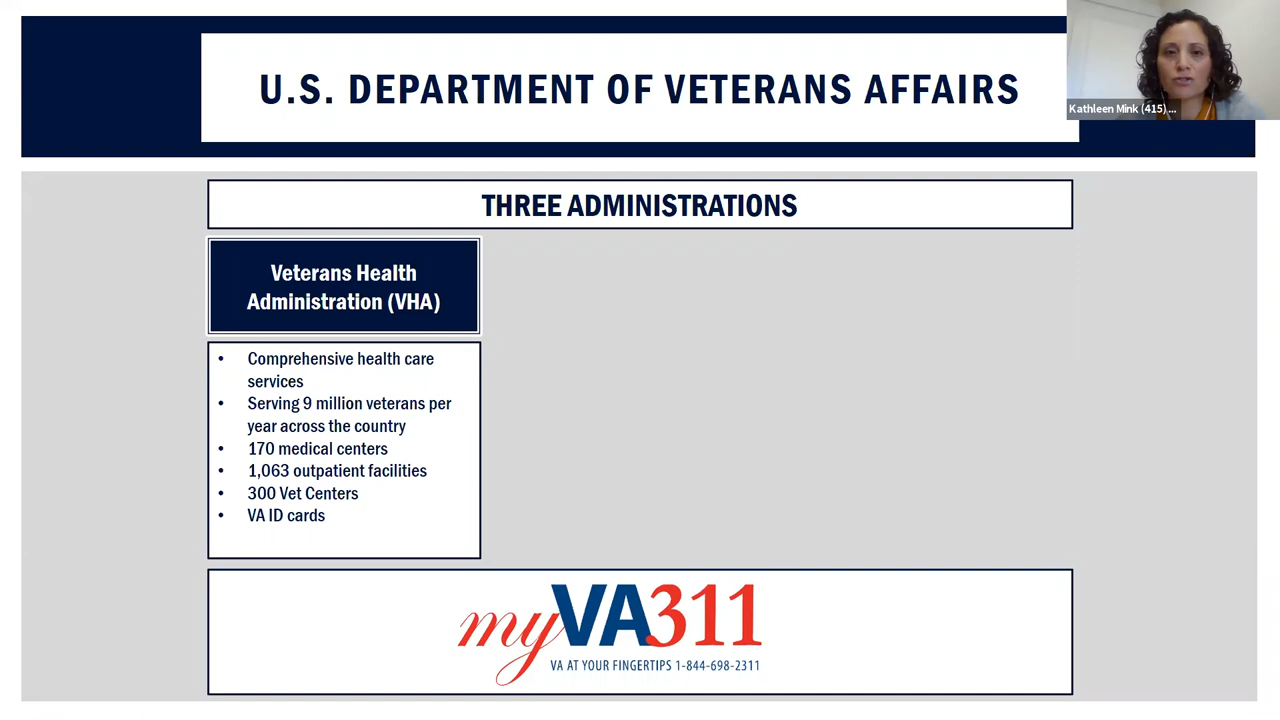 U.S. DEPARTMENT OF VETERANS AFFAIRS
Kathleen Mink (415)...
THREE ADMINISTRATIONS
Veterans Health
Administration (VHA)
• Comprehensive health care
services
• Serving 9 million veterans per
year across the country
• 170 medical centers
• 1,063 outpatient facilities
• 300 Vet Centers
• VA ID cards
myVA311
VA AT YOUR FINGERTIPS 1-844-698-2311